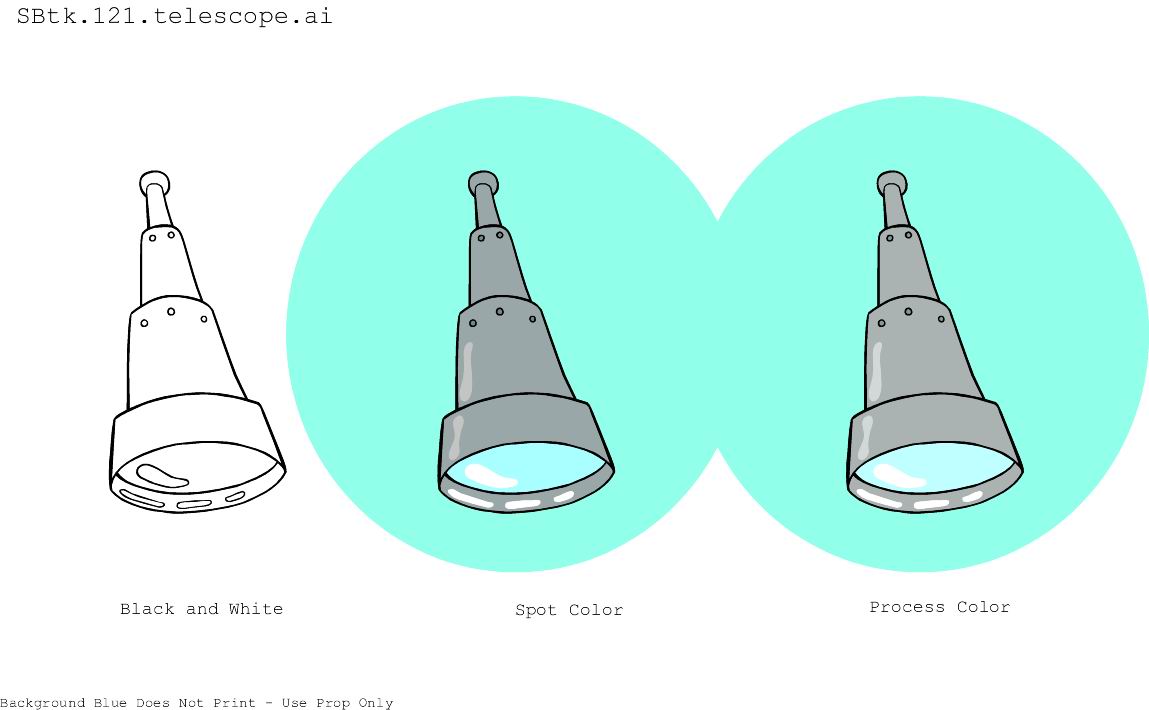 SBtk.121.telescope.ai
Black and White
Spot Color
Process Color
Background Blue Does Not Print - Use Prop Only